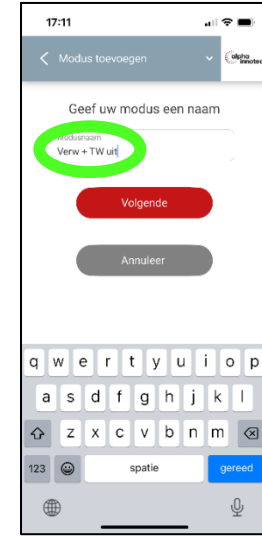 17:11
Modus toevoegen
alpha innotec
Geef uw modus een naam
Modusnaam
Verw + TW uit
Volgende
Annuleer
q w e r t y u i o p
a s d f g h j k l
z x c v b n m
123 spatie gereed